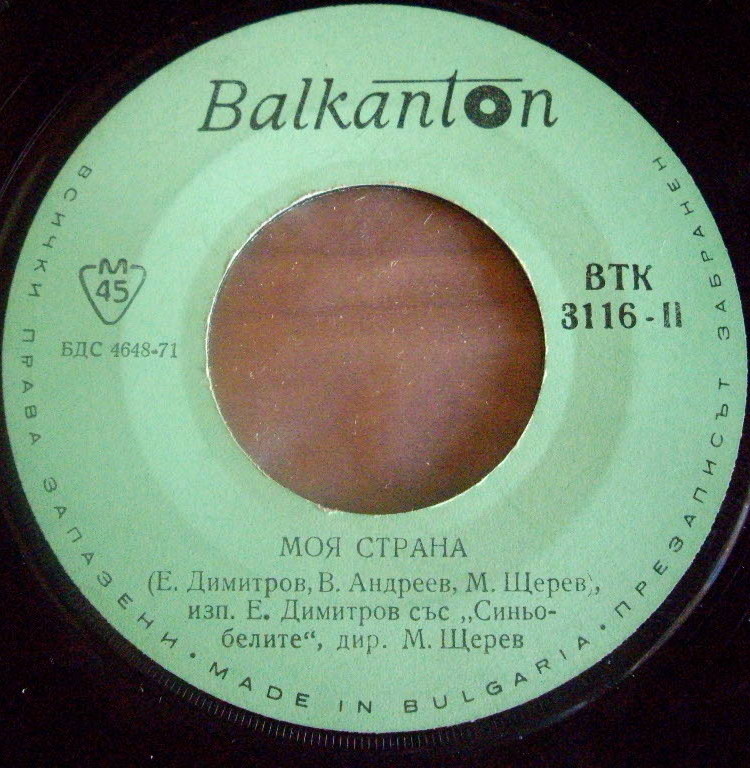 Balkanton
ВСИЧКИ ПРАВА ЗАПАЗЕНИ • MADE IN BULGARIA • ПРЕЗАПИСЪТ ЗАБРАНЕН
М
45
БДС 4648-71
ВТК
3116 - II
МОЯ СТРАНА
(Е. Димитров, В. Андреев, М. Щерев),
изп. Е. Димитров със „Синьо-
белите“, дир. М. Щерев